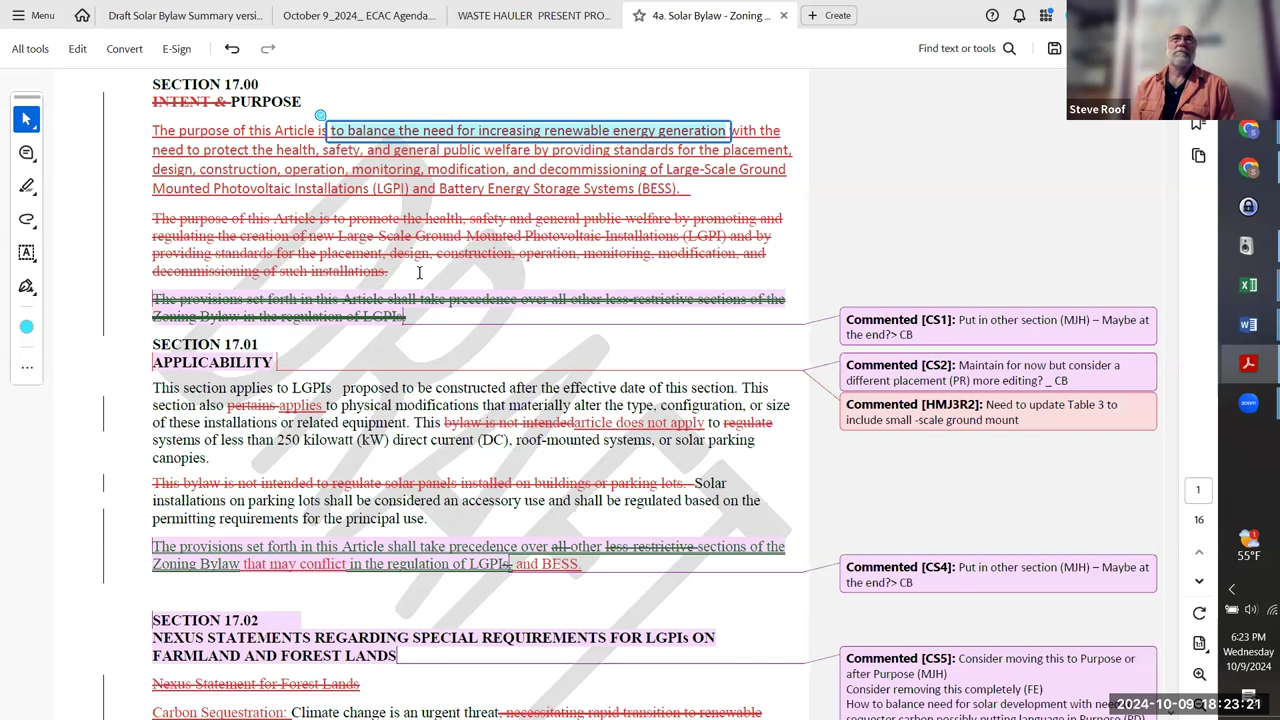 Menu
Draft Solar Bylaw Summary versi...
October 9_2024_ ECAC Agenda...
WASTE HAULER PRESENT PRO...
4a. Solar Bylaw - Zoning ...
Create
All tools
Edit
Convert
E-Sign
Find text or tools
Steve Roof
SECTION 17.00
INTENT & PURPOSE
The purpose of this Article is to balance the need for increasing renewable energy generation with the
need to protect the health, safety, and general public welfare by providing standards for the placement,
design, construction, operation, monitoring, modification, and decommissioning of Large-Scale Ground
Mounted Photovoltaic Installations (LGPI) and Battery Energy Storage Systems (BESS).
The purpose of this Article is to promote the health, safety and general public welfare by promoting and
regulating the creation of new Large-Scale Ground-Mounted Photovoltaic Installations (LGPI) and by
providing standards for the placement, design, construction, operation, monitoring, modification, and
decommissioning of such installations.
The provisions set forth in this Article shall take precedence over all other less-restrictive sections of the
Zoning Bylaw in the regulation of LGPIs.
Commented [CS1]: Put in other section (MJH) – Maybe at
the end?> CB
SECTION 17.01
APPLICABILITY
Commented [CS2]: Maintain for now but consider a
different placement (PR) more editing? _ CB
Commented [HMJ3R2]: Need to update Table 3 to
include small -scale ground mount
This section applies to LGPIs proposed to be constructed after the effective date of this section. This
section also pertains applies to physical modifications that materially alter the type, configuration, or size
of these installations or related equipment. This bylaw is not intendedarticle does not apply to regulate
systems of less than 250 kilowatt (kW) direct current (DC), roof-mounted systems, or solar parking
canopies.
This bylaw is not intended to regulate solar panels installed on buildings or parking lots. Solar
installations on parking lots shall be considered an accessory use and shall be regulated based on the
permitting requirements for the principal use.
The provisions set forth in this Article shall take precedence over all other less-restrictive sections of the
Zoning Bylaw that may conflict in the regulation of LGPIs. and BESS.
Commented [CS4]: Put in other section (MJH) – Maybe at
the end?> CB
SECTION 17.02
NEXUS STATEMENTS REGARDING SPECIAL REQUIREMENTS FOR LGPIs ON
FARMLAND AND FOREST LANDS
Nexus Statement for Forest Lands
Carbon Sequestration: Climate change is an urgent threat, necessitating rapid transition to renewable
Commented [CS5]: Consider moving this to Purpose or
after Purpose (MJH)
Consider removing this completely (FE)
How to balance need for solar development with need
1
16
55°F
6:23 PM
Wednesday
10/9/2024
2024-10-09 18:23:21
DRAFT